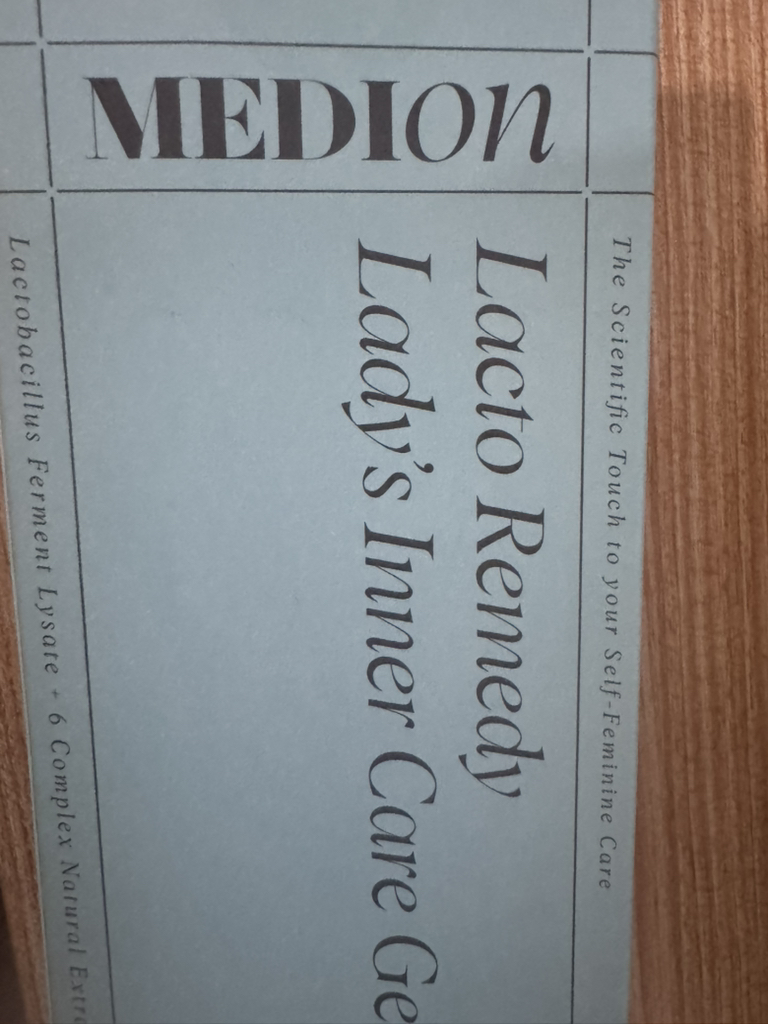 MEDIon
The Scientific Touch to your Self-Feminine Care
Lacto Remedy
Lady's Inner Care
Lactobacillus Ferment Lysate + 6 Complex Natural